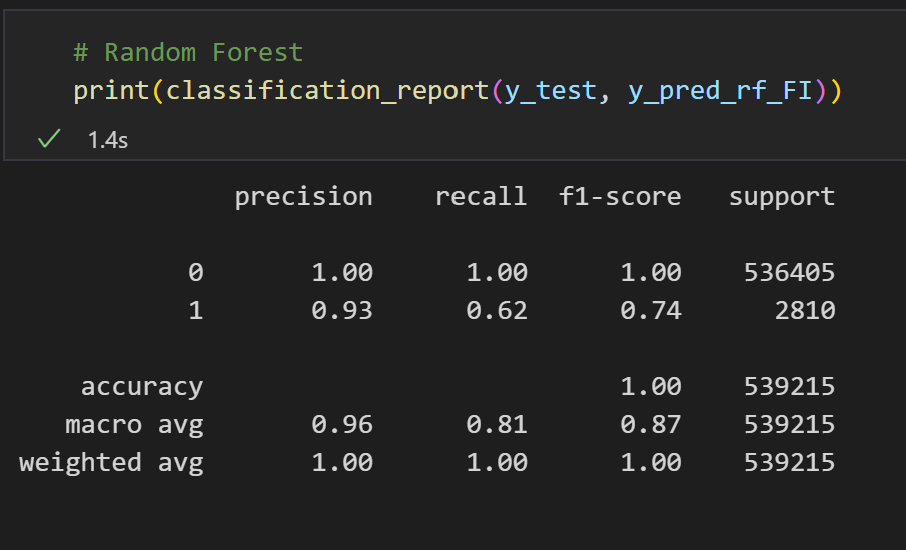 # Random Forest
print(classification_report(y_test, y_pred_rf_FI))
1.4s
precision recall f1-score support
0 1.00 1.00 1.00 536405
1 0.93 0.62 0.74 2810
accuracy 1.00 539215
macro avg 0.96 0.81 0.87 539215
weighted avg 1.00 1.00 1.00 539215